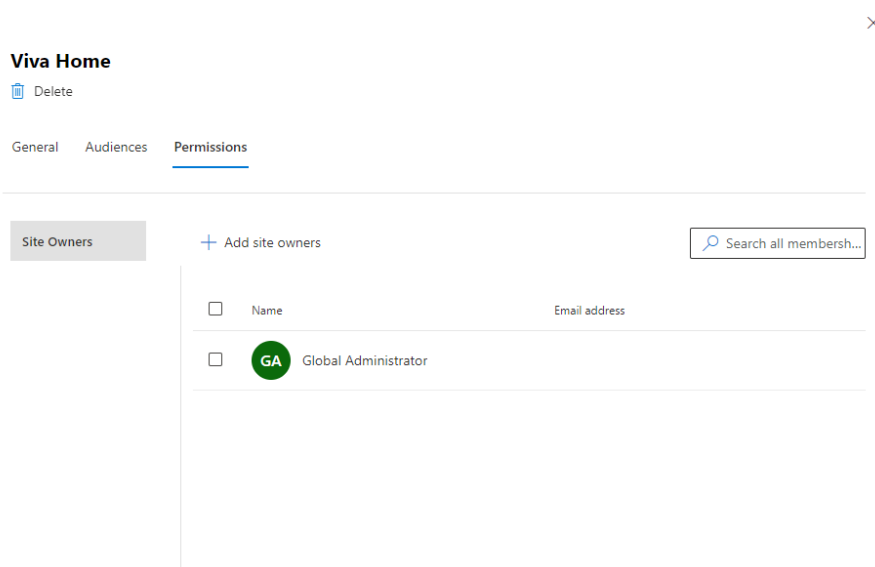 Viva Home
Delete
General Audiences Permissions
Site Owners
Add site owners
Search all membersh...
Name Email address
GA Global Administrator